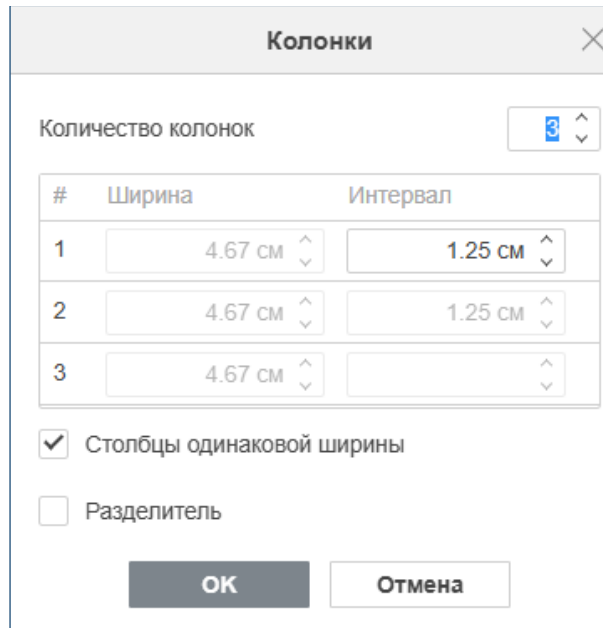 Колонки
Количество колонок 3
# Ширина Интервал
1 4.67 см 1.25 см
2 4.67 см 1.25 см
3 4.67 см
Столбцы одинаковой ширины
Разделитель
OK Отмена